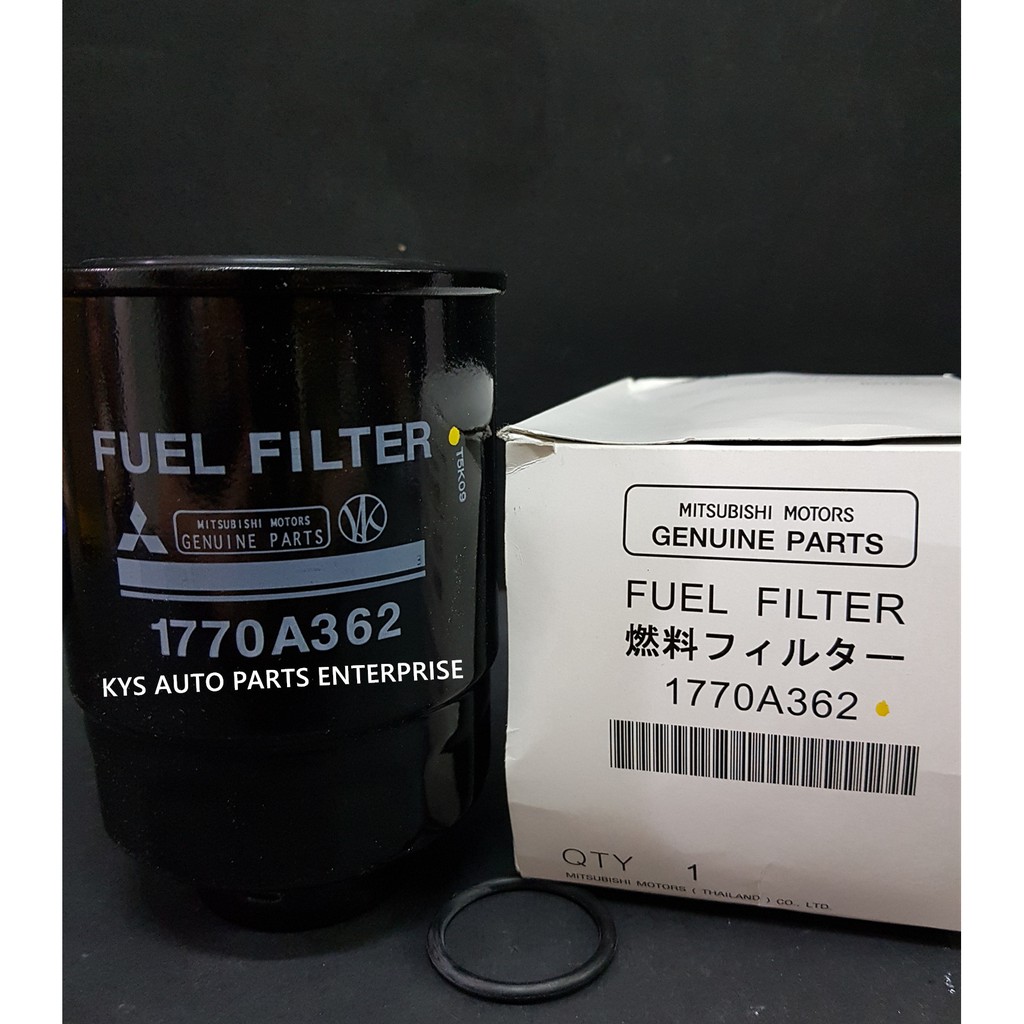 FUEL FILTER
T5K09
MITSUBISHI MOTORS
GENUINE PARTS
1770A362
KYS AUTO PARTS ENTERPRISE
MITSUBISHI MOTORS
GENUINE PARTS
FUEL FILTER
燃料フィルター
1770A362
QTY 1
MITSUBISHI MOTORS ( THAILAND ) CO., LTD.